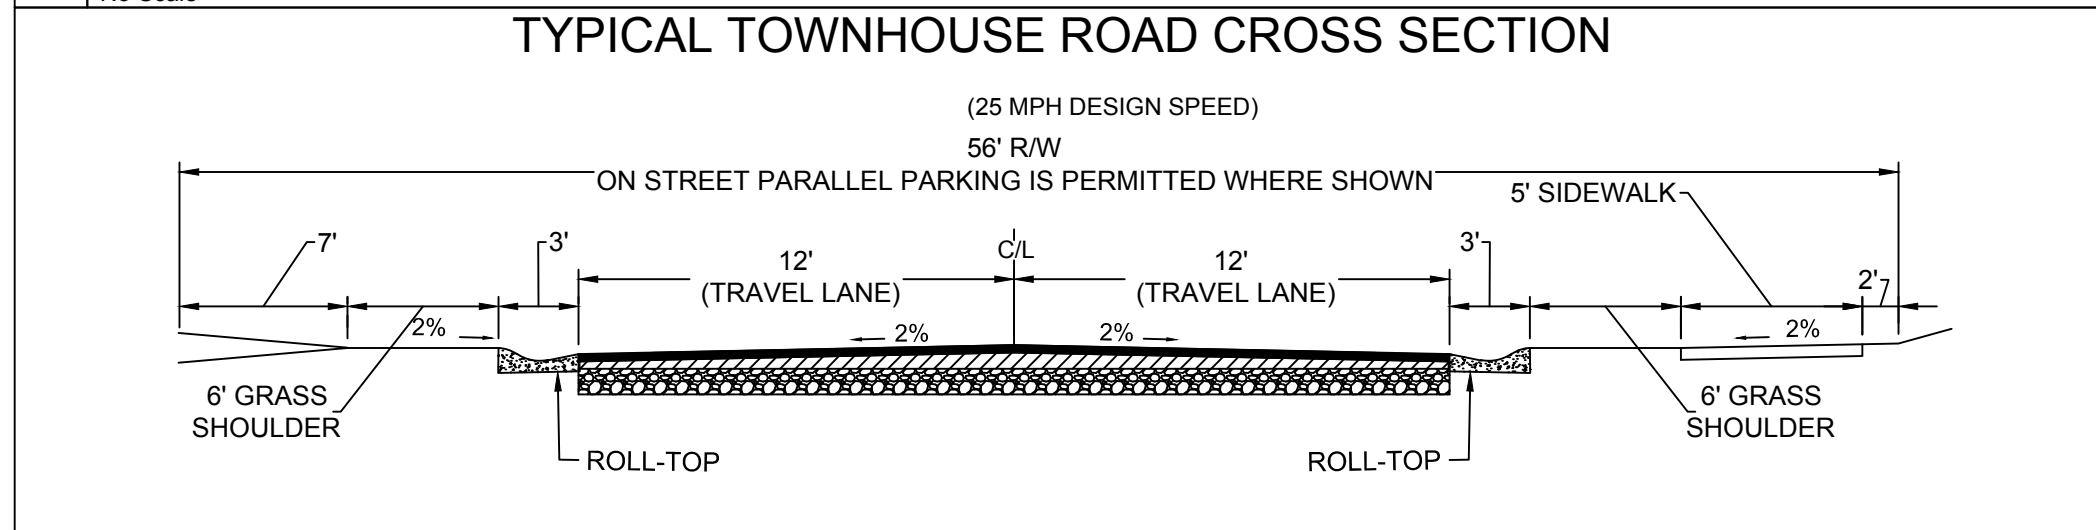 No Scale
TYPICAL TOWNHOUSE ROAD CROSS SECTION
(25 MPH DESIGN SPEED)
56' R/W
ON STREET PARALLEL PARKING IS PERMITTED WHERE SHOWN
5' SIDEWALK
7'
3'
12'
(TRAVEL LANE)
C/L
12'
(TRAVEL LANE)
3'
2'
2%
2%
2%
2%
6' GRASS
SHOULDER
6' GRASS
SHOULDER
ROLL-TOP
ROLL-TOP